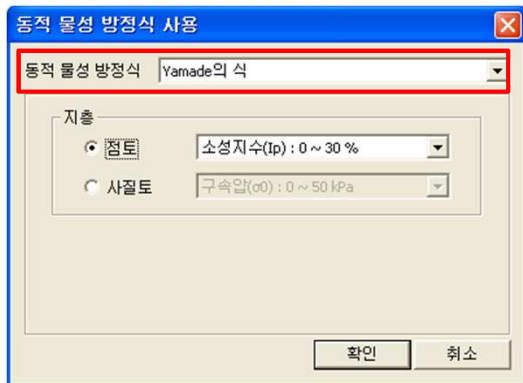 동적 물성 방정식 사용
동적 물성 방정식 Yamade의 식
지층
점토 소성지수(Ip) : 0 ~ 30 %
사질토 구속압(σ0) : 0 ~ 50 kPa
확인 취소